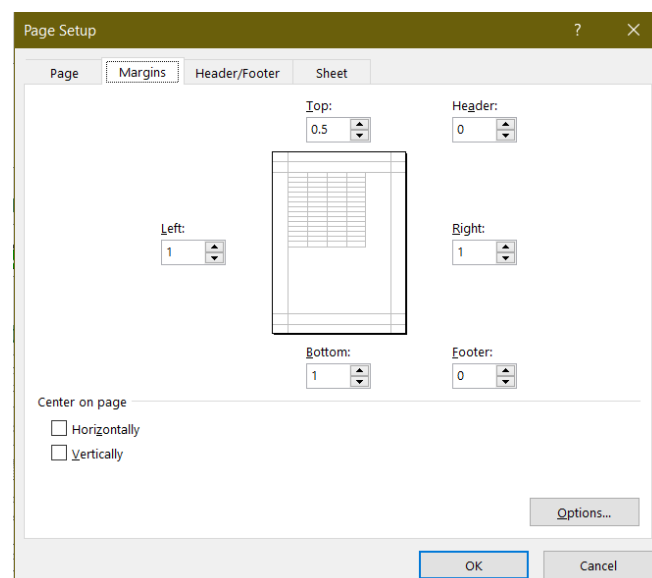 Page Setup ? ×
Page Margins Header/Footer Sheet
Top: Header:
0.5 0
Left: Right:
1 1
Bottom: Footer:
1 0
Center on page
Horizontally
Vertically
Options...
OK Cancel